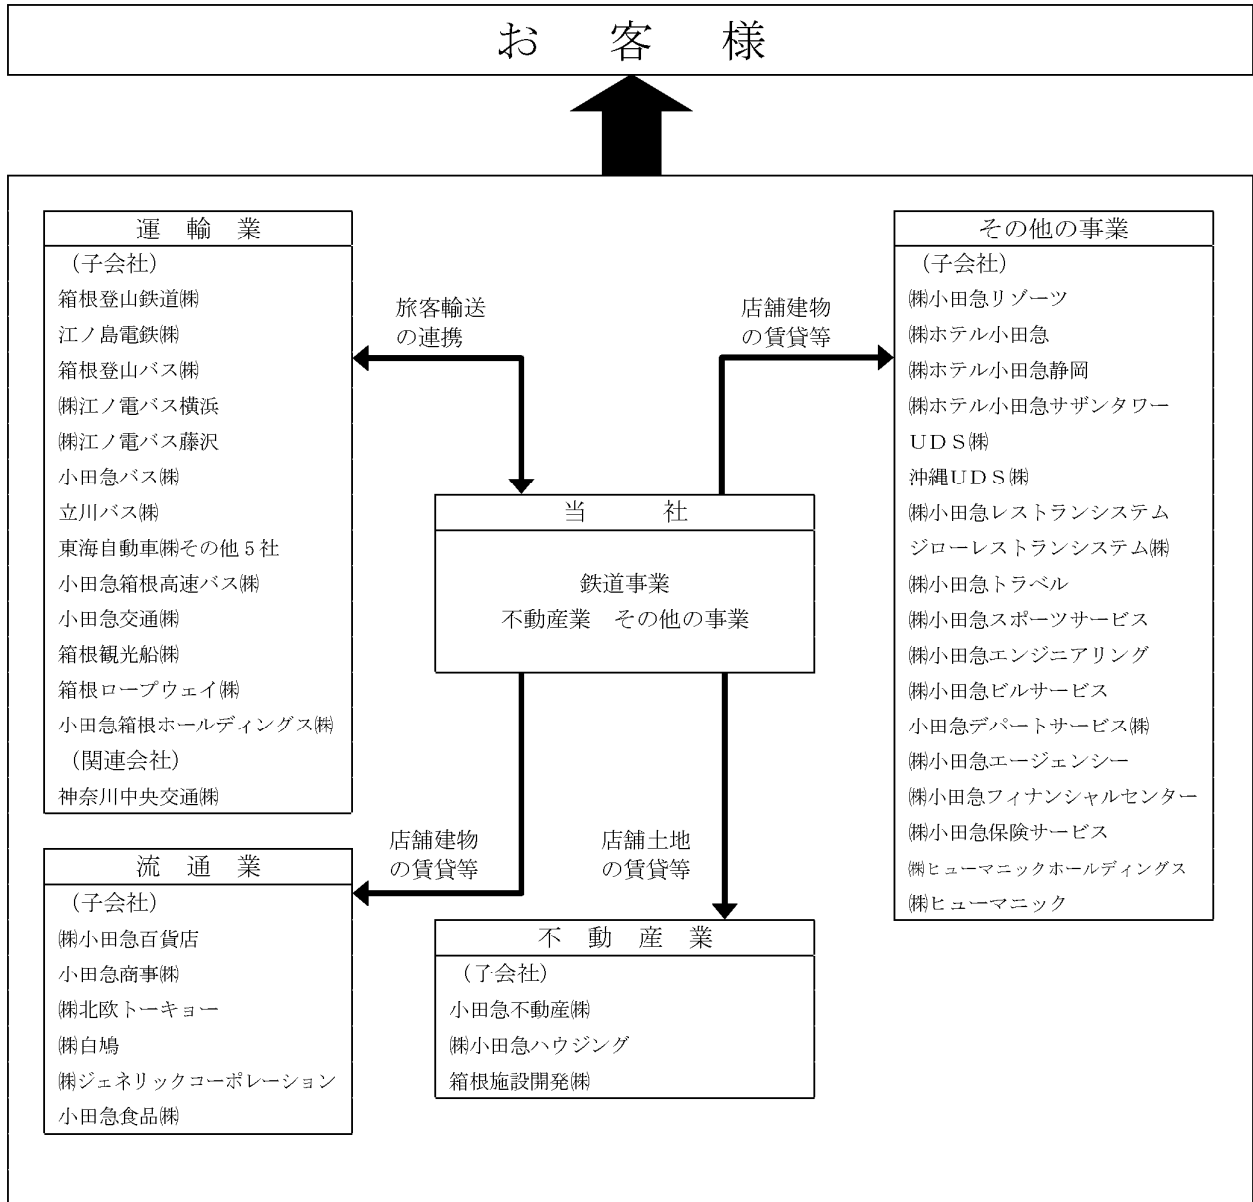 お客様
運輸業
（子会社）
箱根登山鉄道㈱
江ノ島電鉄㈱
箱根登山バス㈱
㈱江ノ電バス横浜
㈱江ノ電バス藤沢
小田急バス㈱
立川バス㈱
東海自動車㈱その他５社
小田急箱根高速バス㈱
小田急交通㈱
箱根観光船㈱
箱根ロープウェイ㈱
小田急箱根ホールディングス㈱
（関連会社）
神奈川中央交通㈱
旅客輸送
の連携
店舗建物
の賃貸等
その他の事業
（子会社）
㈱小田急リゾーツ
㈱ホテル小田急
㈱ホテル小田急静岡
㈱ホテル小田急サザンタワー
ＵＤＳ㈱
沖縄ＵＤＳ㈱
㈱小田急レストランシステム
ジローレストランシステム㈱
㈱小田急トラベル
㈱小田急スポーツサービス
㈱小田急エンジニアリング
㈱小田急ビルサービス
小田急デパートサービス㈱
㈱小田急エージェンシー
㈱小田急フィナンシャルセンター
㈱小田急保険サービス
㈱ヒューマニックホールディングス
㈱ヒューマニック
当社
鉄道事業
不動産業　その他の事業
店舗建物
の賃貸等
店舗土地
の賃貸等
流通業
（子会社）
㈱小田急百貨店
小田急商事㈱
㈱北欧トーキョー
㈱白鳩
㈱ジェネリックコーポレーション
小田急食品㈱
不動産業
（子会社）
小田急不動産㈱
㈱小田急ハウジング
箱根施設開発㈱